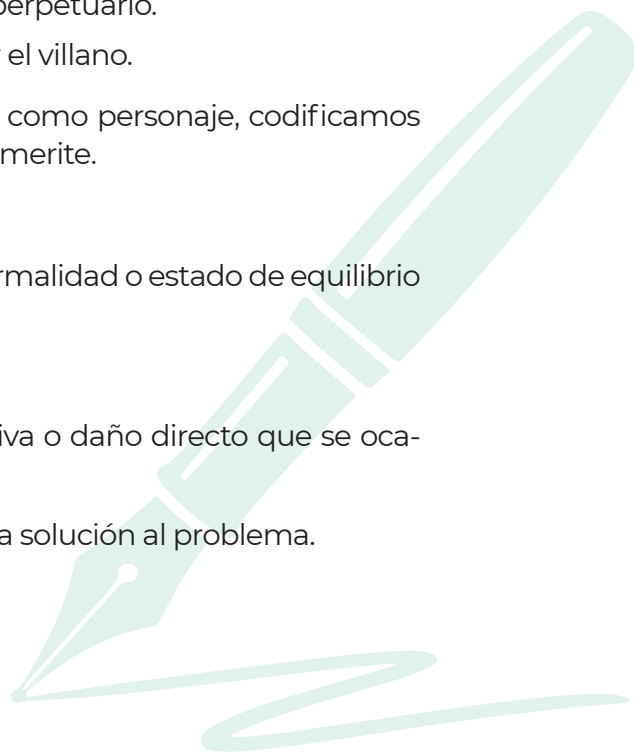 perpetuarlo.
el villano.
como personaje, codificamos
merite.
rmalidad o estado de equilibrio
iva o daño directo que se oca-
a solución al problema.